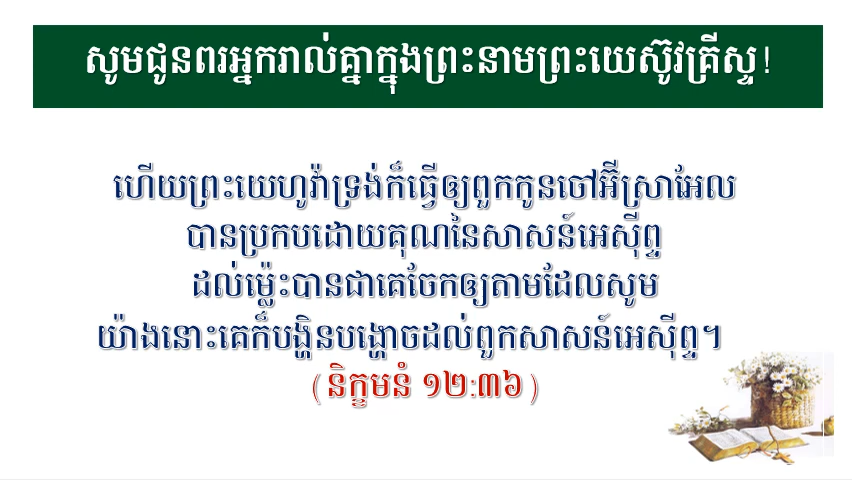 សូមជូនពរអ្នករាល់គ្នាក្នុងព្រះនាមព្រះយេស៊ូវគ្រីស្ទ!
ហើយព្រះយេហូវ៉ាទ្រង់ក៏ធ្វើឲ្យពួកកូនចៅអ៊ីស្រាអែល
បានប្រកបដោយគុណនៃសាសន៍អេស៊ីព្ទ
ដល់ម៉្លេះបានជាគេចែកឲ្យតាមដែលសូម
យ៉ាងនោះគេក៏បង្ហិនបង្ហោចដល់ពួកសាសន៍អេស៊ីព្ទ។
(និក្ខមនំ ១២:៣៦)